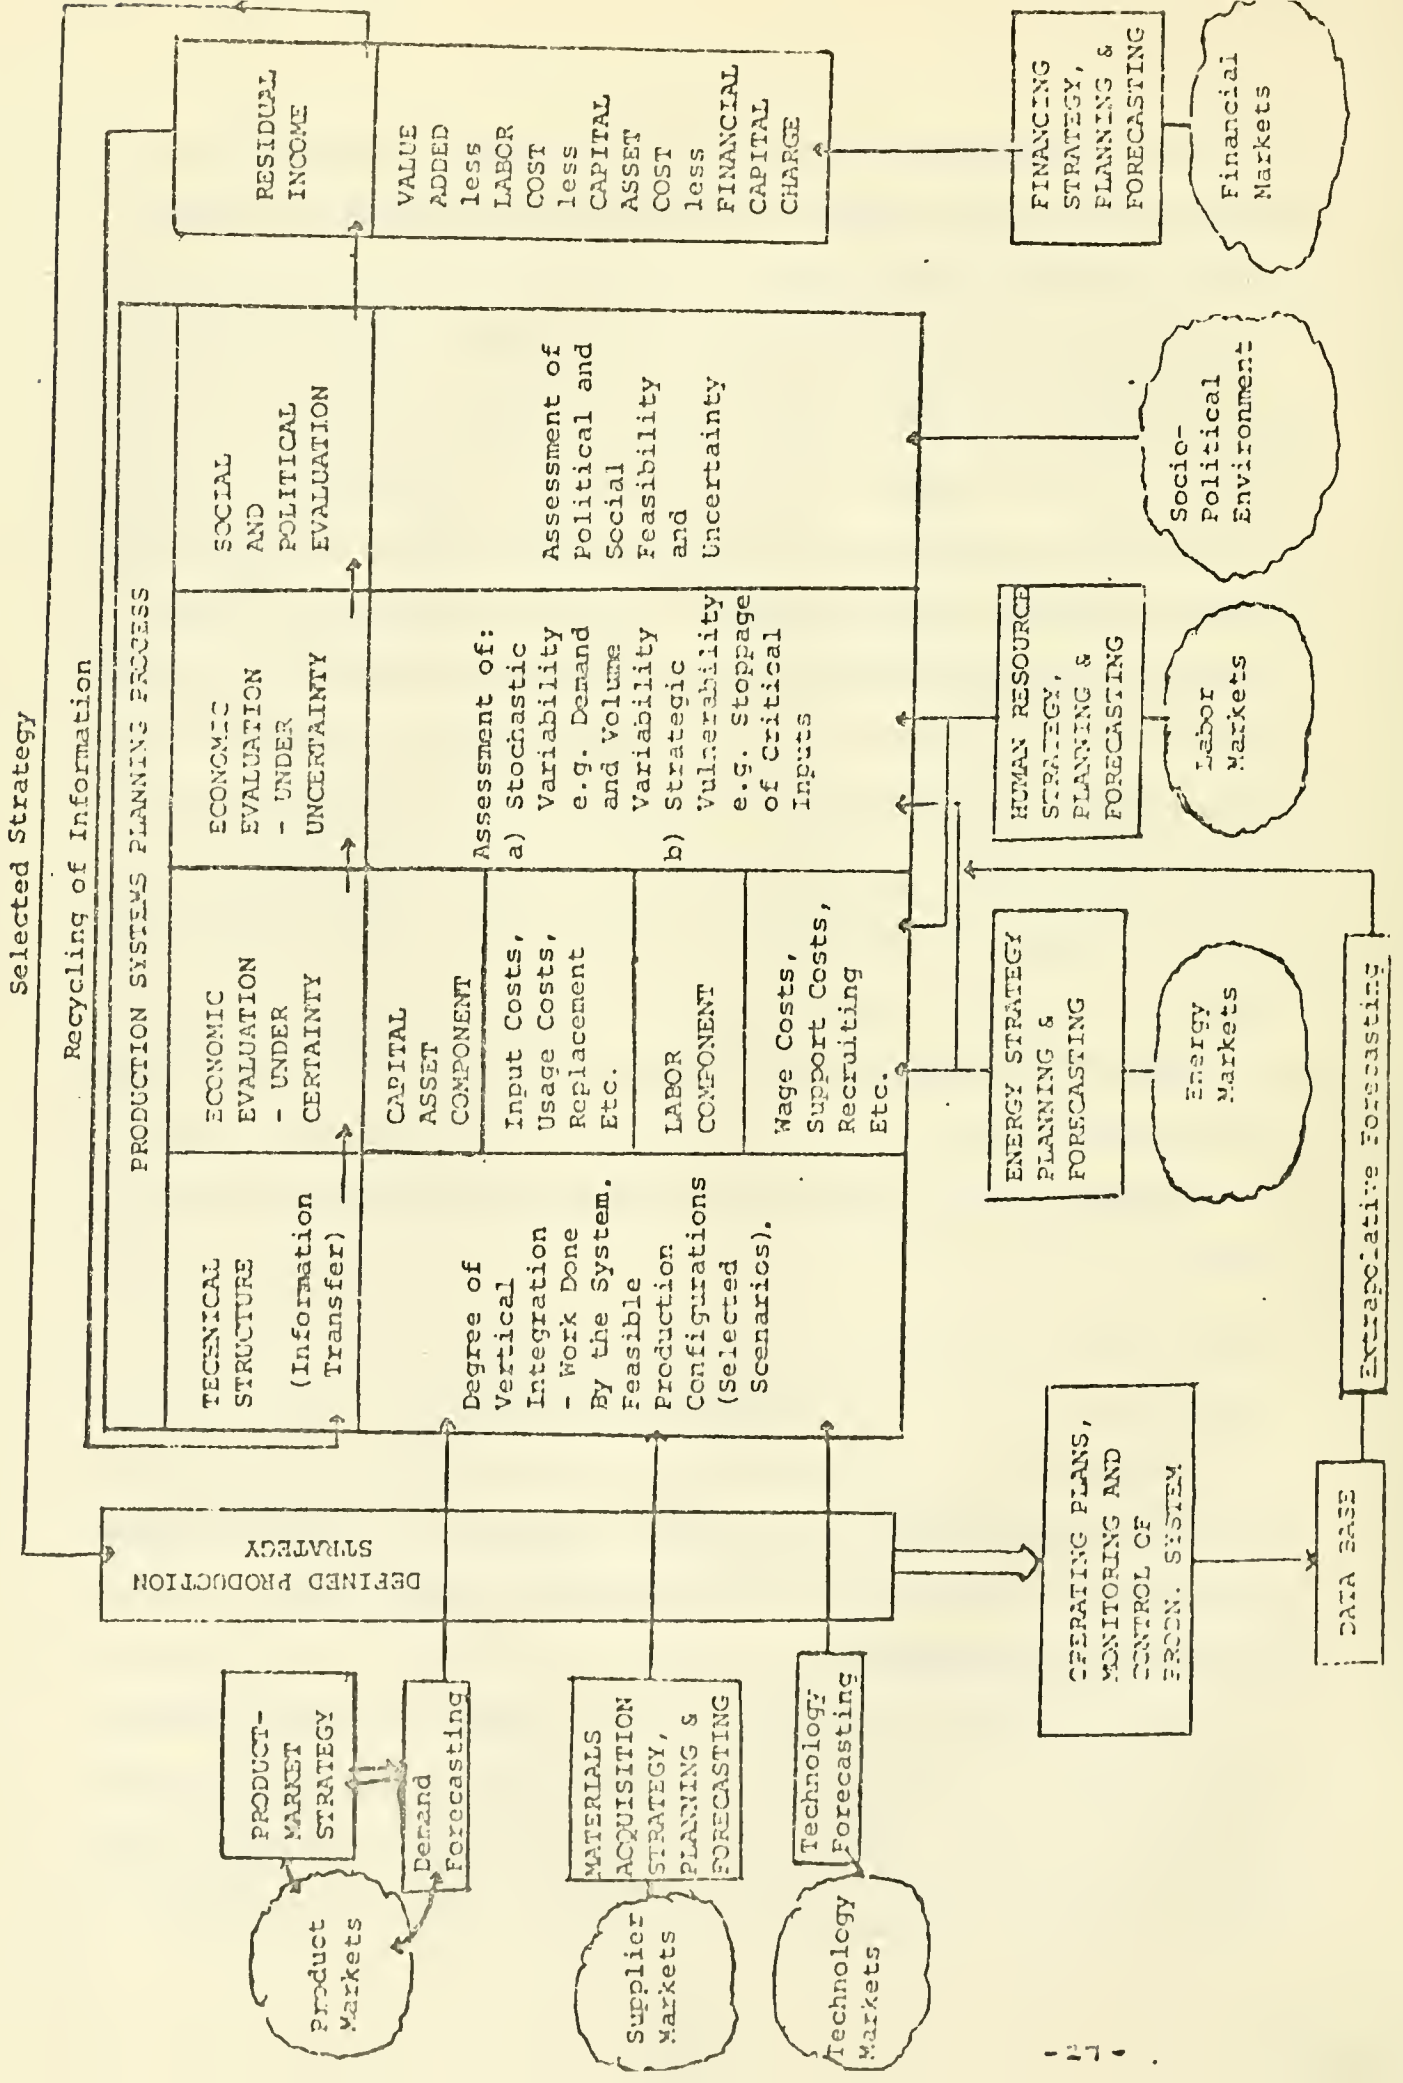 Selected Strategy
Recycling of Information
PRODUCTION SYSTEMS PLANNING PROCESS
TECHNICAL
STRUCTURE
(Information
Transfer)
ECONOMIC
EVALUATION
- UNDER
CERTAINTY
ECONOMIC
EVALUATION
- UNDER
UNCERTAINTY
SOCIAL
AND
POLITICAL
EVALUATION
RESIDUAL
INCOME
Degree of
Vertical
Integration
- Work Done
By the System.
Feasible
Production
Configurations
(Selected
Scenarios).
CAPITAL
ASSET
COMPONENT
Input Costs,
Usage Costs,
Replacement
Etc.
LABOR
COMPONENT
Wage Costs,
Support Costs,
Recruiting
Etc.
Assessment of:
a) Stochastic
Variability
e.g. Demand
and Volume
Variability
b) Strategic
Vulnerability
e.g. Stoppage
of Critical
Inputs
Assessment of
Political and
Social
Feasibility
and
Uncertainty
VALUE
ADDED
less
LABOR
COST
less
CAPITAL
ASSET
COST
less
FINANCIAL
CAPITAL
CHARGE
DEFINED PRODUCTION
STRATEGY
PRODUCT-
MARKET
STRATEGY
Demand
Forecasting
Product
Markets
MATERIALS
ACQUISITION
STRATEGY,
PLANNING &
FORECASTING
Supplier
Markets
Technology
Forecasting
Technology
Markets
OPERATING PLANS,
MONITORING AND
CONTROL OF
PRODN. SYSTEM
DATA BASE
Extrapolative Forecasting
ENERGY STRATEGY
PLANNING &
FORECASTING
Energy
Markets
HUMAN RESOURCE
STRATEGY,
PLANNING &
FORECASTING
Labor
Markets
Socio-
Political
Environment
FINANCING
STRATEGY,
PLANNING &
FORECASTING
Financial
Markets